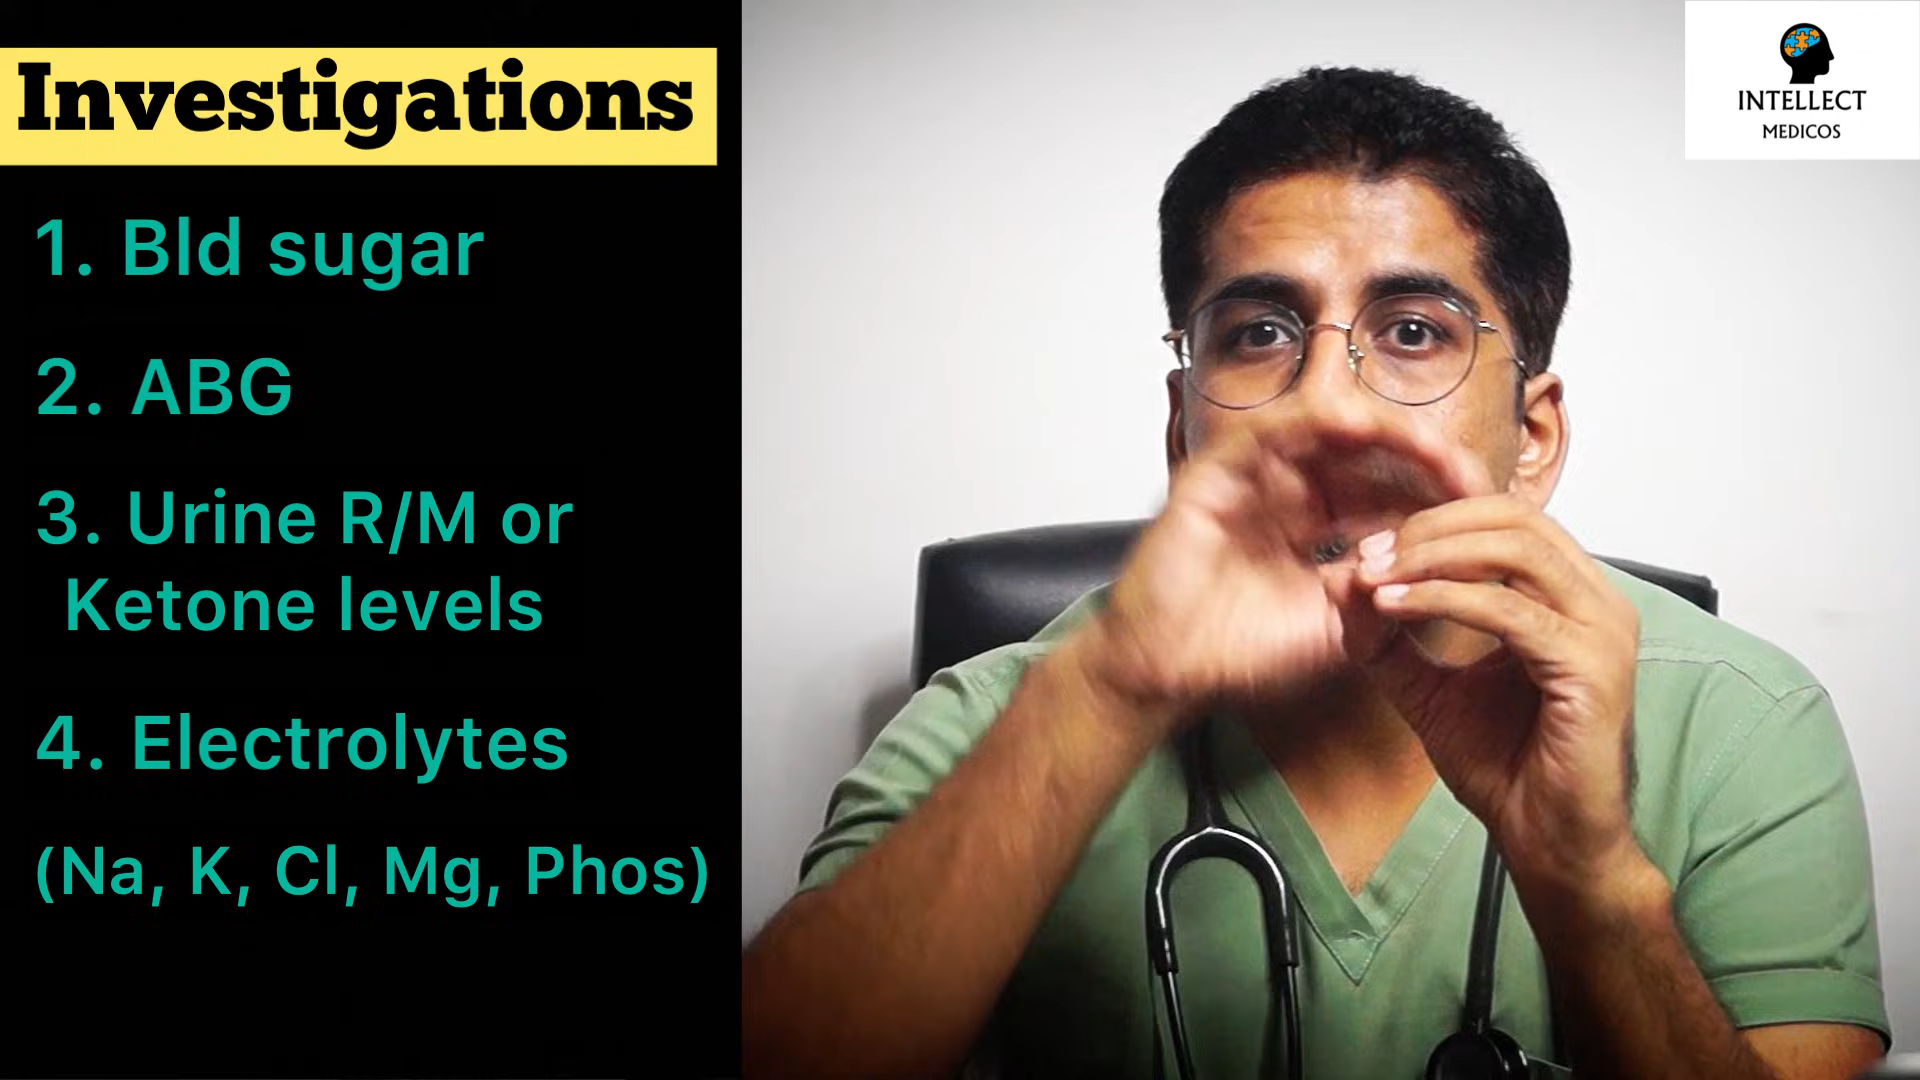 Investigations
1. Bld sugar
2. ABG
3. Urine R/M or
Ketone levels
4. Electrolytes
(Na, K, Cl, Mg, Phos)
INTELLECT
MEDICOS